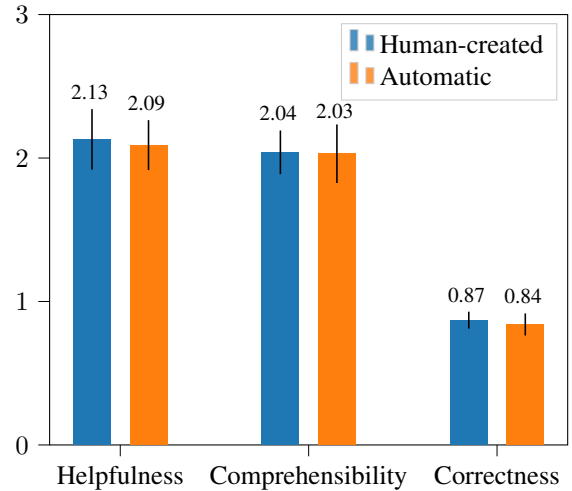 3
2
1
0
Human-created
Automatic
2.13
2.09
2.04
2.03
0.87
0.84
Helpfulness
Comprehensibility
Correctness